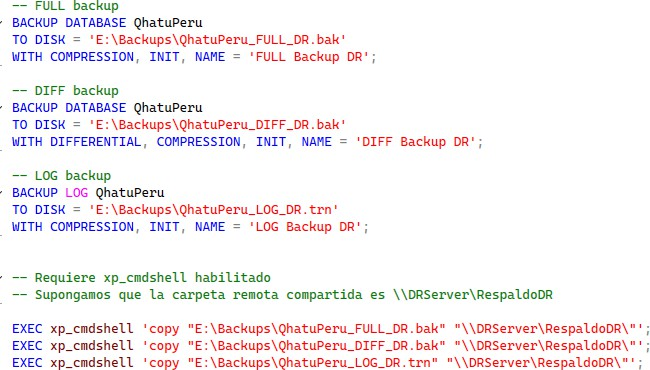 -- FULL backup
BACKUP DATABASE QhatuPeru
TO DISK = 'E:\Backups\QhatuPeru_FULL_DR.bak'
WITH COMPRESSION, INIT, NAME = 'FULL Backup DR';
-- DIFF backup
BACKUP DATABASE QhatuPeru
TO DISK = 'E:\Backups\QhatuPeru_DIFF_DR.bak'
WITH DIFFERENTIAL, COMPRESSION, INIT, NAME = 'DIFF Backup DR';
-- LOG backup
BACKUP LOG QhatuPeru
TO DISK = 'E:\Backups\QhatuPeru_LOG_DR.trn'
WITH COMPRESSION, INIT, NAME = 'LOG Backup DR';
-- Requiere xp_cmdshell habilitado
-- Supongamos que la carpeta remota compartida es \\DRServer\RespaldoDR
EXEC xp_cmdshell 'copy "E:\Backups\QhatuPeru_FULL_DR.bak" "\\DRServer\RespaldoDR\"';
EXEC xp_cmdshell 'copy "E:\Backups\QhatuPeru_DIFF_DR.bak" "\\DRServer\RespaldoDR\"';
EXEC xp_cmdshell 'copy "E:\Backups\QhatuPeru_LOG_DR.trn" "\\DRServer\RespaldoDR\"';